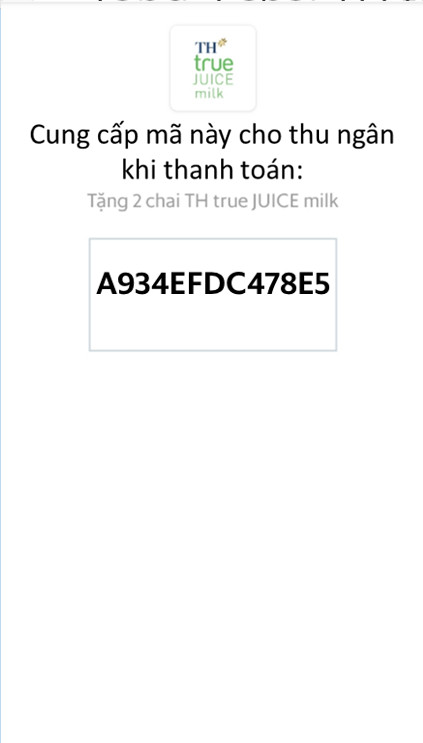 TH
true
JUICE
milk
Cung cấp mã này cho thu ngân
khi thanh toán:
Tặng 2 chai TH true JUICE milk
A934EFDC478E5